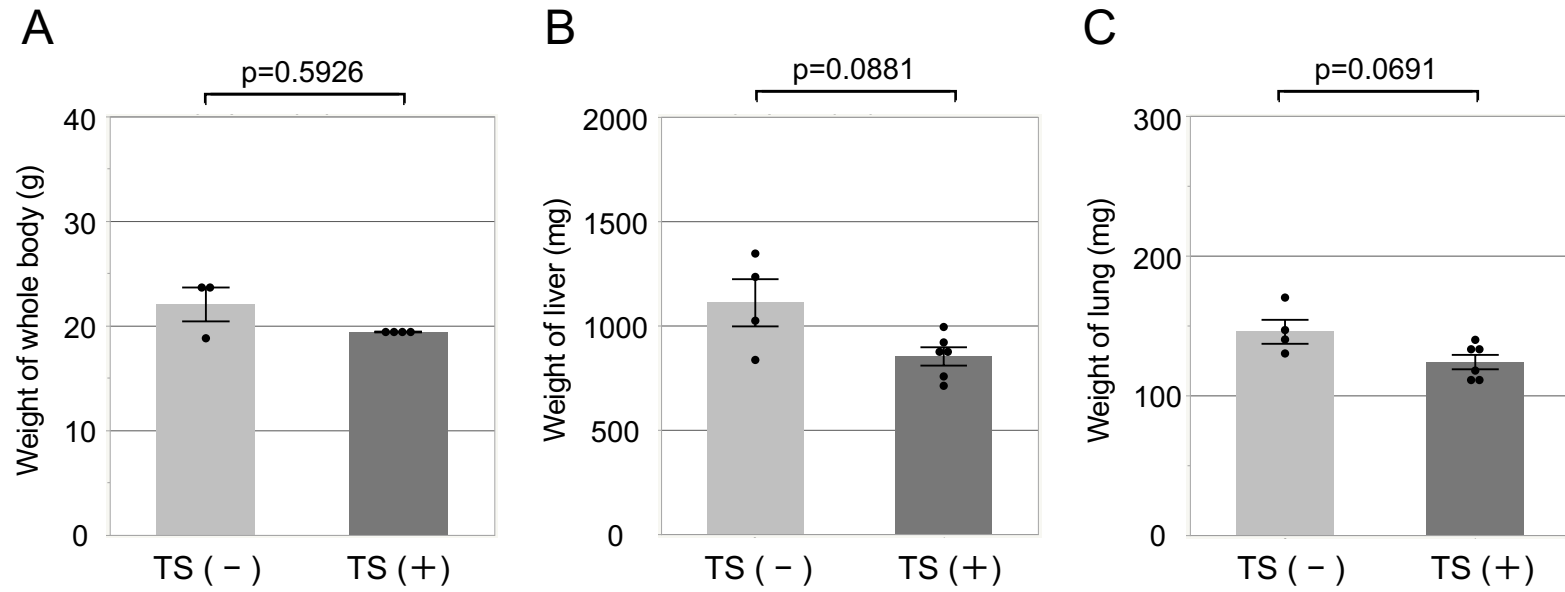 A
p=0.5926
Weight of whole body (g)
40
30
20
10
0
TS (−)
TS (+)
B
p=0.0881
Weight of liver (mg)
2000
1500
1000
500
0
TS (−)
TS (+)
C
p=0.0691
Weight of lung (mg)
300
200
100
0
TS (−)
TS (+)